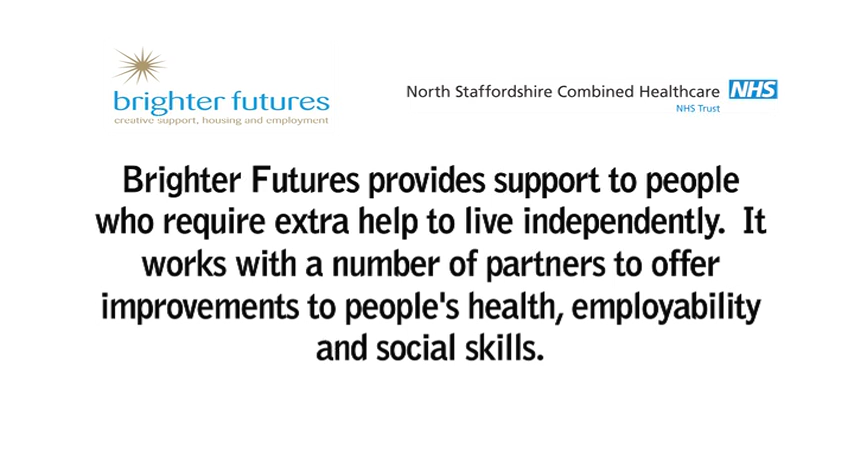 brighter futures
creative support, housing and employment
North Staffordshire Combined Healthcare NHS
NHS Trust
Brighter Futures provides support to people
who require extra help to live independently.  It
works with a number of partners to offer
improvements to people's health, employability
and social skills.